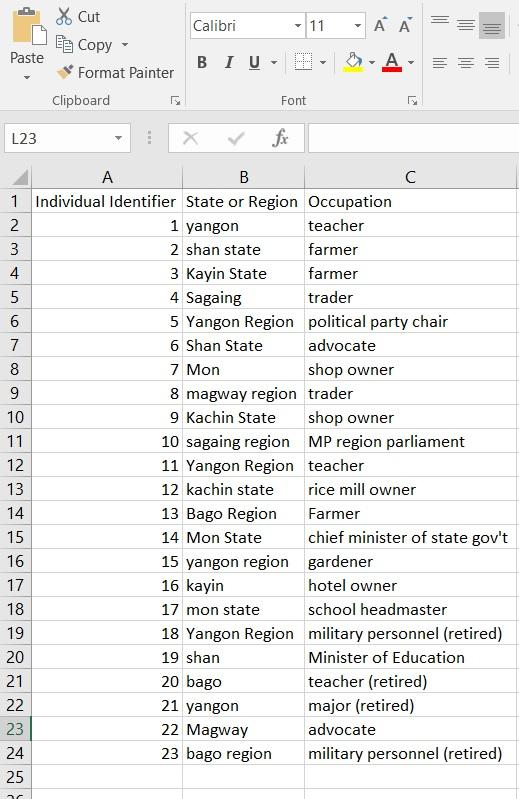 Cut
Calibri 11 A A
Copy
Paste
Format Painter
B I U A
Clipboard Font
L23 fx
A B C
1 Individual Identifier State or Region Occupation
2 1 yangon teacher
3 2 shan state farmer
4 3 Kayin State farmer
5 4 Sagaing trader
6 5 Yangon Region political party chair
7 6 Shan State advocate
8 7 Mon shop owner
9 8 magway region trader
10 9 Kachin State shop owner
11 10 sagaing region MP region parliament
12 11 Yangon Region teacher
13 12 kachin state rice mill owner
14 13 Bago Region Farmer
15 14 Mon State chief minister of state gov't
16 15 yangon region gardener
17 16 kayin hotel owner
18 17 mon state school headmaster
19 18 Yangon Region military personnel (retired)
20 19 shan Minister of Education
21 20 bago teacher (retired)
22 21 yangon major (retired)
23 22 Magway advocate
24 23 bago region military personnel (retired)
25